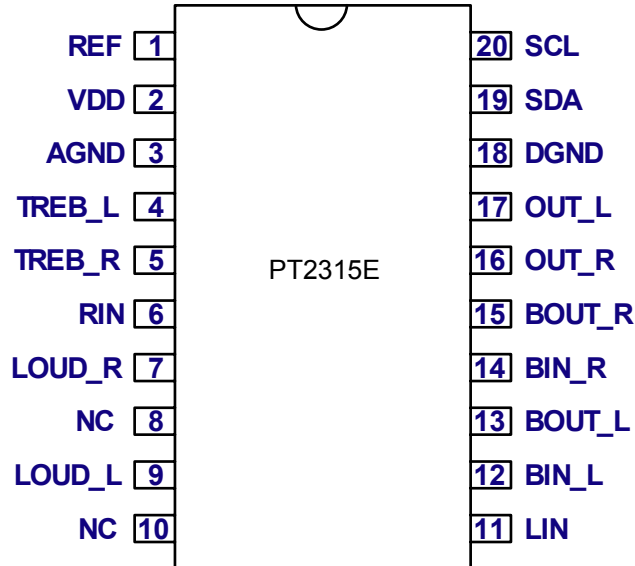 REF 1 20 SCL
VDD 2 19 SDA
AGND 3 18 DGND
TREB_L 4 17 OUT_L
TREB_R 5 16 OUT_R
PT2315E
RIN 6 15 BOUT_R
LOUD_R 7 14 BIN_R
NC 8 13 BOUT_L
LOUD_L 9 12 BIN_L
NC 10 11 LIN